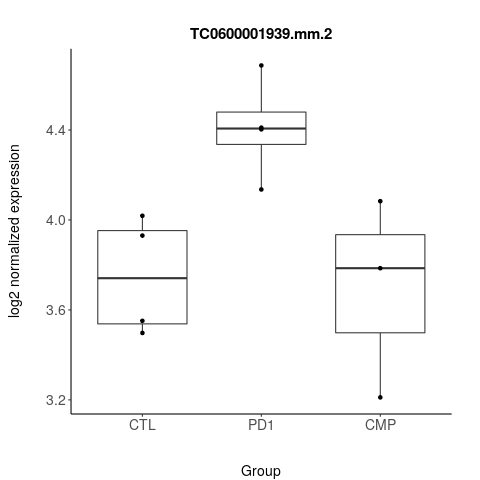 TC0600001939.mm.2
log2 normalized expression
4.4
4.0
3.6
3.2
CTL PD1 CMP
Group